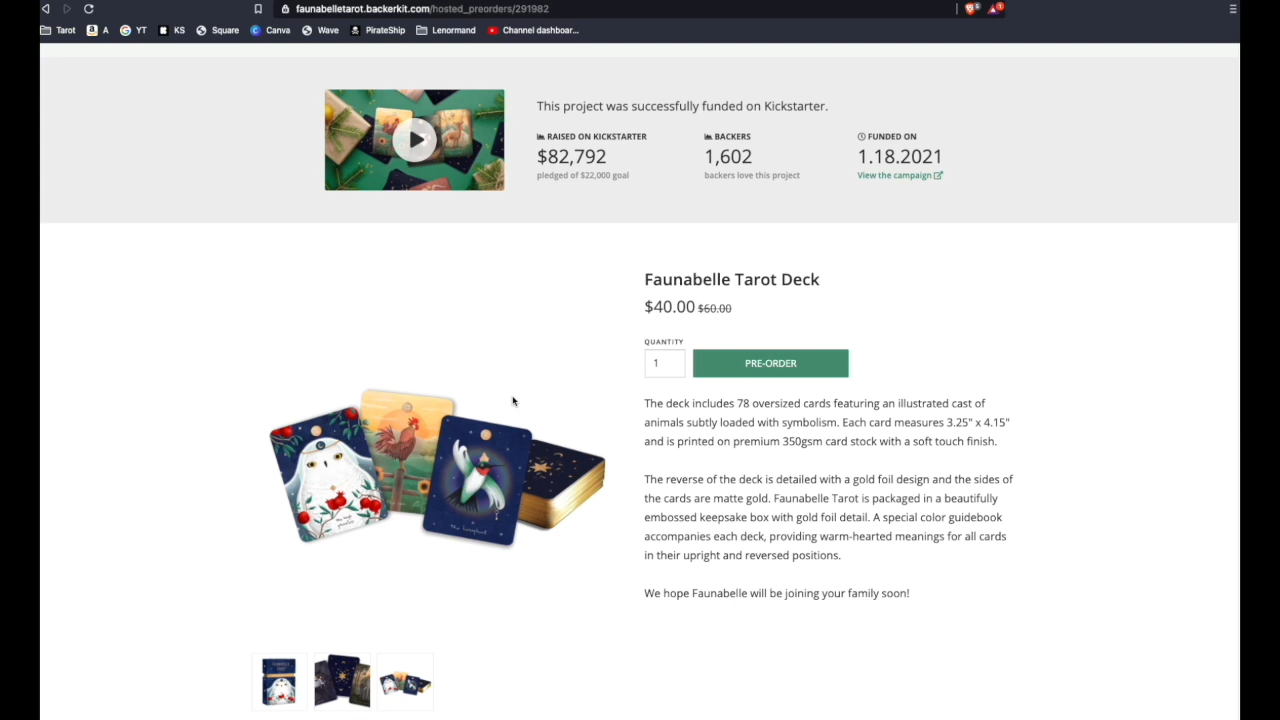 faunabelletarot.backerkit.com/hosted_preorders/291982
Tarot
A
YT
KS
Square
Canva
Wave
PirateShip
Lenormand
Channel dashboar...
This project was successfully funded on Kickstarter.
RAISED ON KICKSTARTER
$82,792
pledged of $22,000 goal
BACKERS
1,602
backers love this project
FUNDED ON
1.18.2021
View the campaign
Faunabelle Tarot Deck
$40.00 $60.00
QUANTITY
1
PRE-ORDER
The deck includes 78 oversized cards featuring an illustrated cast of
animals subtly loaded with symbolism. Each card measures 3.25" x 4.15"
and is printed on premium 350gsm card stock with a soft touch finish.
The reverse of the deck is detailed with a gold foil design and the sides of
the cards are matte gold. Faunabelle Tarot is packaged in a beautifully
embossed keepsake box with gold foil detail. A special color guidebook
accompanies each deck, providing warm-hearted meanings for all cards
in their upright and reversed positions.
We hope Faunabelle will be joining your family soon!